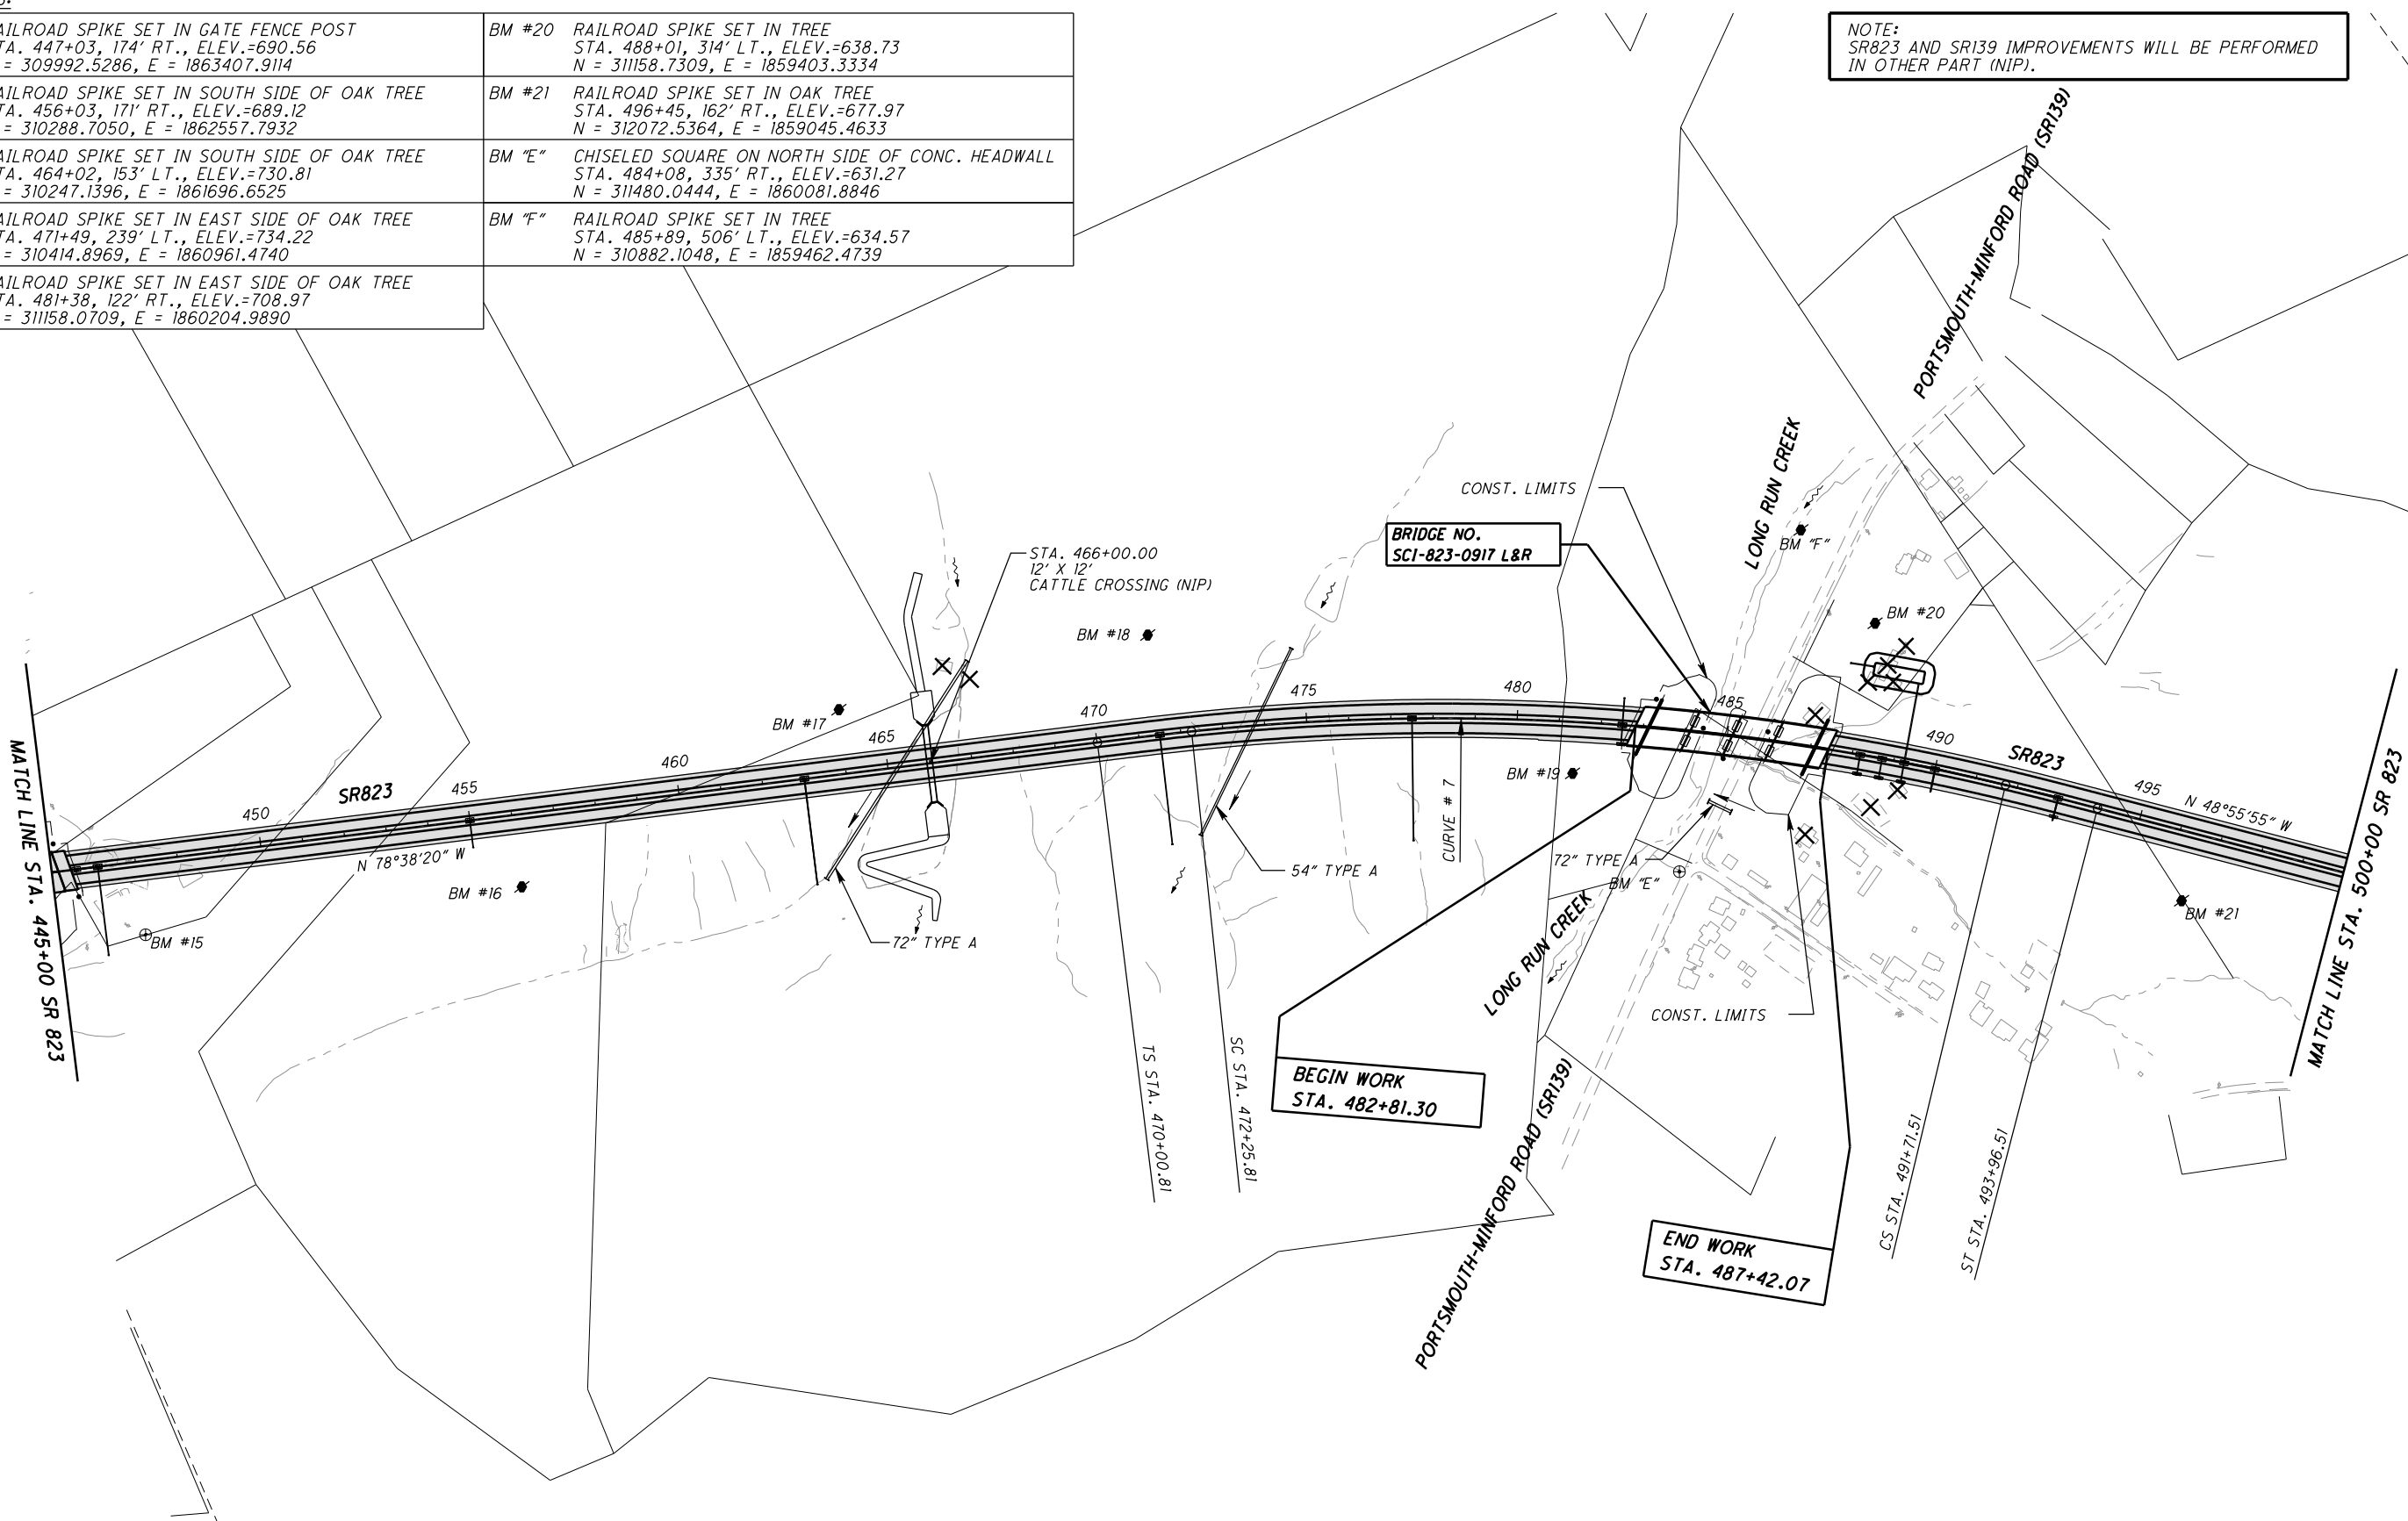 AILROAD SPIKE SET IN GATE FENCE POST
TA. 447+03, 174' RT., ELEV.=690.56
= 309992.5286, E = 1863407.9114
AILROAD SPIKE SET IN SOUTH SIDE OF OAK TREE
TA. 456+03, 171' RT., ELEV.=689.12
= 310288.7050, E = 1862557.7932
AILROAD SPIKE SET IN SOUTH SIDE OF OAK TREE
TA. 464+02, 153' LT., ELEV.=730.81
= 310247.1396, E = 1861696.6525
AILROAD SPIKE SET IN EAST SIDE OF OAK TREE
TA. 471+49, 239' LT., ELEV.=734.22
= 310414.8969, E = 1860961.4740
AILROAD SPIKE SET IN EAST SIDE OF OAK TREE
TA. 481+38, 122' RT., ELEV.=708.97
= 311158.0709, E = 1860204.9890
BM #20 RAILROAD SPIKE SET IN TREE
STA. 488+01, 314' LT., ELEV.=638.73
N = 311158.7309, E = 1859403.3334
BM #21 RAILROAD SPIKE SET IN OAK TREE
STA. 496+45, 162' RT., ELEV.=677.97
N = 312072.5364, E = 1859045.4633
BM "E" CHISELED SQUARE ON NORTH SIDE OF CONC. HEADWALL
STA. 484+08, 335' RT., ELEV.=631.27
N = 311480.0444, E = 1860081.8846
BM "F" RAILROAD SPIKE SET IN TREE
STA. 485+89, 506' LT., ELEV.=634.57
N = 310882.1048, E = 1859462.4739
NOTE:
SR823 AND SR139 IMPROVEMENTS WILL BE PERFORMED
IN OTHER PART (NIP).
PORTSMOUTH-MINFORD ROAD (SR139)
LONG RUN CREEK
CONST. LIMITS
BRIDGE NO.
SCI-823-0917 L&R
BM "F"
STA. 466+00.00
12' X 12'
CATTLE CROSSING (NIP)
BM #18
BM #20
BM #17
MATCH LINE STA. 445+00 SR 823
450
SR823
455
460
465
470
475
480
485
490
SR823
495
N 48°55'55" W
N 78°38'20" W
BM #15
BM #16
72" TYPE A
54" TYPE A
CURVE # 7
BM #19
72" TYPE A
BM "E"
BM #21
MATCH LINE STA. 500+00 SR 823
LONG RUN CREEK
CONST. LIMITS
TS STA. 470+00.81
SC STA. 472+25.81
BEGIN WORK
STA. 482+81.30
PORTSMOUTH-MINFORD ROAD (SR139)
END WORK
STA. 487+42.07
CS STA. 491+71.51
ST STA. 493+96.51